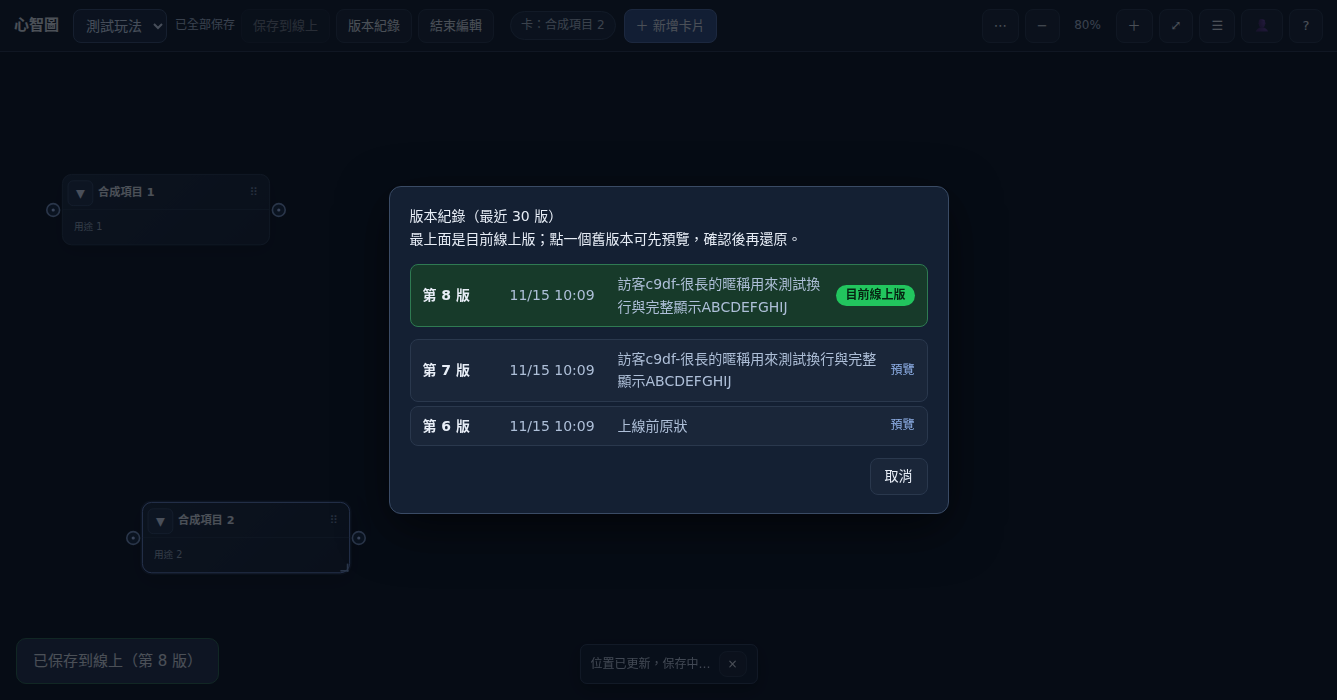 心智圖
測試玩法
已全部保存
保存到線上
版本紀錄
結束編輯
卡：合成項目 2
＋ 新增卡片
⋯
−
80%
＋
⤢
☰
?
▼ 合成項目 1
用途 1
版本紀錄（最近 30 版）
最上面是目前線上版；點一個舊版本可先預覽，確認後再還原。
第 8 版 11/15 10:09 訪客c9df-很長的暱稱用來測試換
行與完整顯示ABCDEFGHIJ
目前線上版
第 7 版 11/15 10:09 訪客c9df-很長的暱稱用來測試換行與完整
顯示ABCDEFGHIJ
預覽
第 6 版 11/15 10:09 上線前原狀 預覽
取消
▼ 合成項目 2
用途 2
已保存到線上（第 8 版）
位置已更新，保存中… ×